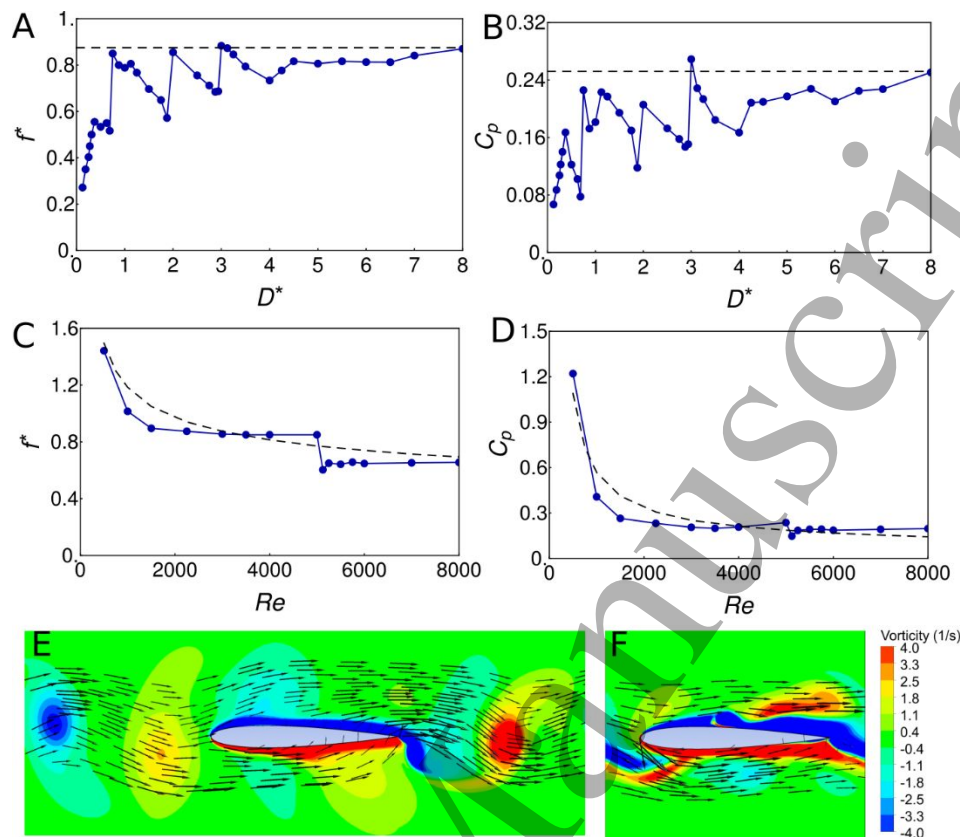 A
f*
1.
0.8
0.6
0.4
0.2
0.
0 1 2 3 4 5 6 7 8
D*
B
C_p
0.32
0.24
0.16
0.08
0.
0 1 2 3 4 5 6 7 8
D*
C
f*
1.6
1.2
0.8
0.4
0.
0 2000 4000 6000 8000
Re
D
C_p
1.5
1.2
0.9
0.6
0.3
0.
0 2000 4000 6000 8000
Re
E
F
Vorticity (1/s)
4.0
3.3
2.5
1.8
1.1
0.4
-0.4
-1.1
-1.8
-2.5
-3.3
-4.0